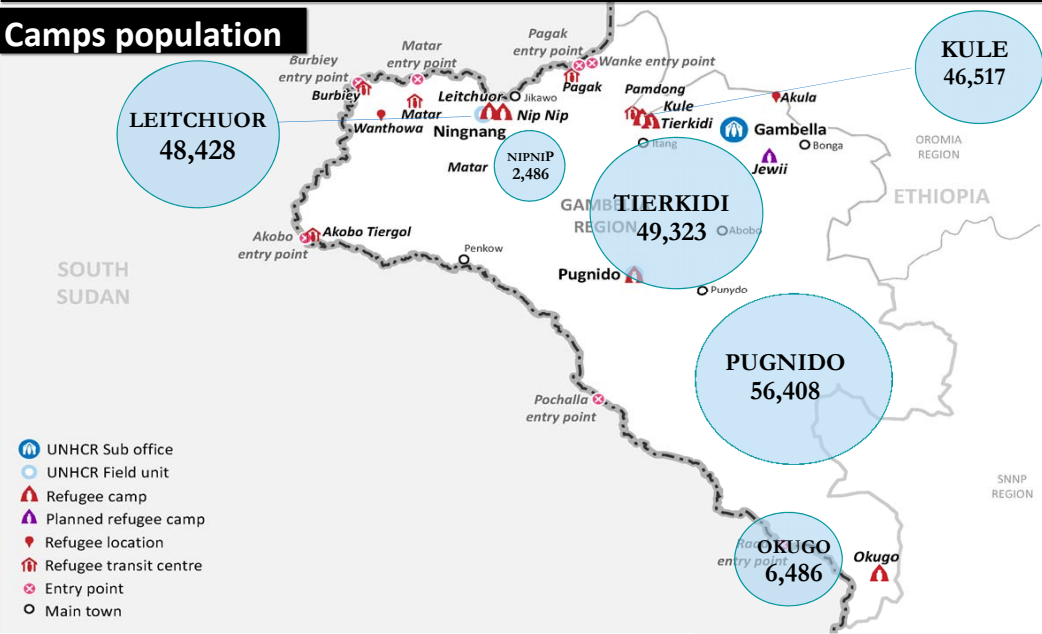 Camps population
Pagak
entry point
Matar
entry point
Burbiey
entry point
Wanke entry point
KULE
46,517
Burbiey
Pagak
Pamdong
Leitchuor
Jikawo
Kule
Akula
LEITCHUOR
48,428
Matar
Nip Nip
Tierkidi
Wanthowa
Ningnang
Gambella
Itang
Bonga
OROMIA
REGION
NIPNIP
2,486
Matar
Jewii
ETHIOPIA
TIERKIDI
49,323
REGION
Abobo
Akobo
entry point
Akobo Tiergol
Penkow
SOUTH
SUDAN
Pugnido
Punydo
PUGNIDO
56,408
Pochalla
entry point
UNHCR Sub office
UNHCR Field unit
Refugee camp
Planned refugee camp
Refugee location
Refugee transit centre
Entry point
Main town
SNNP
REGION
entry point
OKUGO
6,486
Okugo